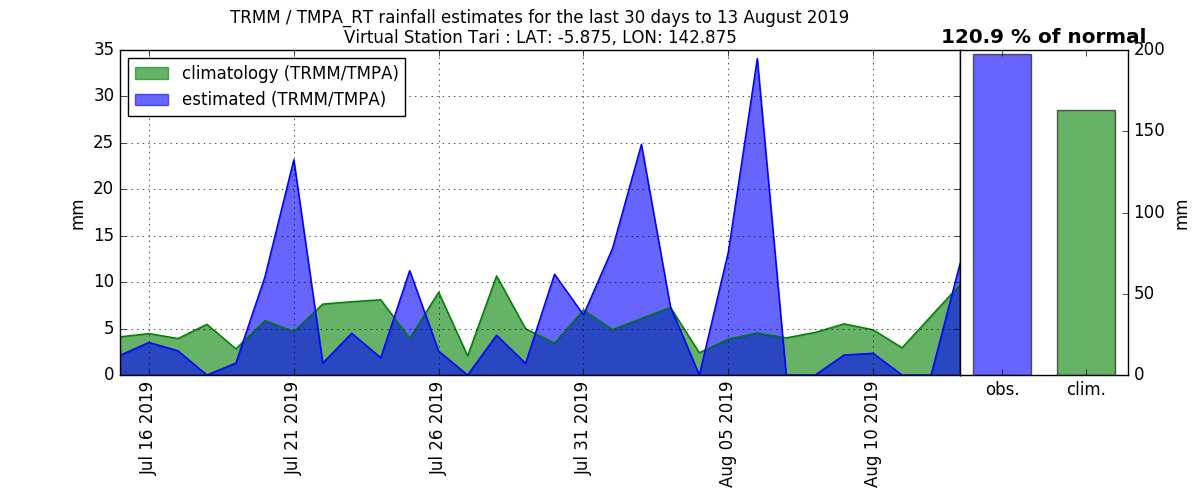 TRMM / TMPA_RT rainfall estimates for the last 30 days to 13 August 2019
Virtual Station Tari : LAT: -5.875, LON: 142.875
120.9 % of normal
climatology (TRMM/TMPA)
estimated (TRMM/TMPA)
35
30
25
20
15
10
5
0
mm
Jul 16 2019
Jul 21 2019
Jul 26 2019
Jul 31 2019
Aug 05 2019
Aug 10 2019
obs.
clim.
200
150
100
50
0
mm